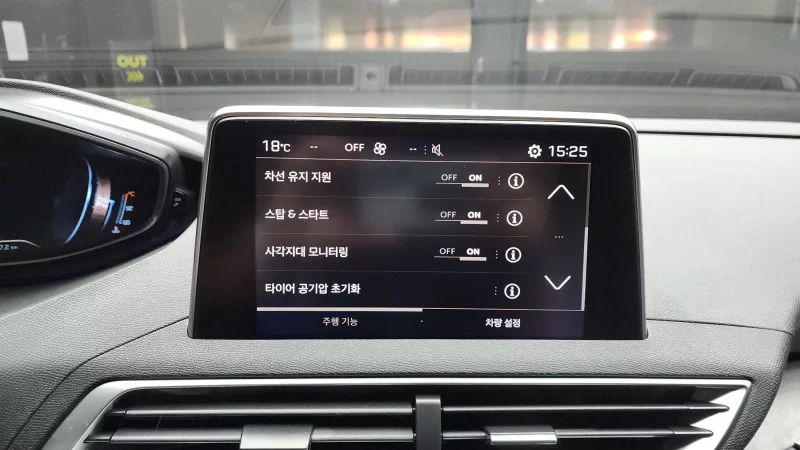 OUT
18°C -- OFF -- : 15:25
차선 유지 지원 OFF ON
스탑 & 스타트 OFF ON
사각지대 모니터링 OFF ON
타이어 공기압 초기화
주행 기능 차량 설정